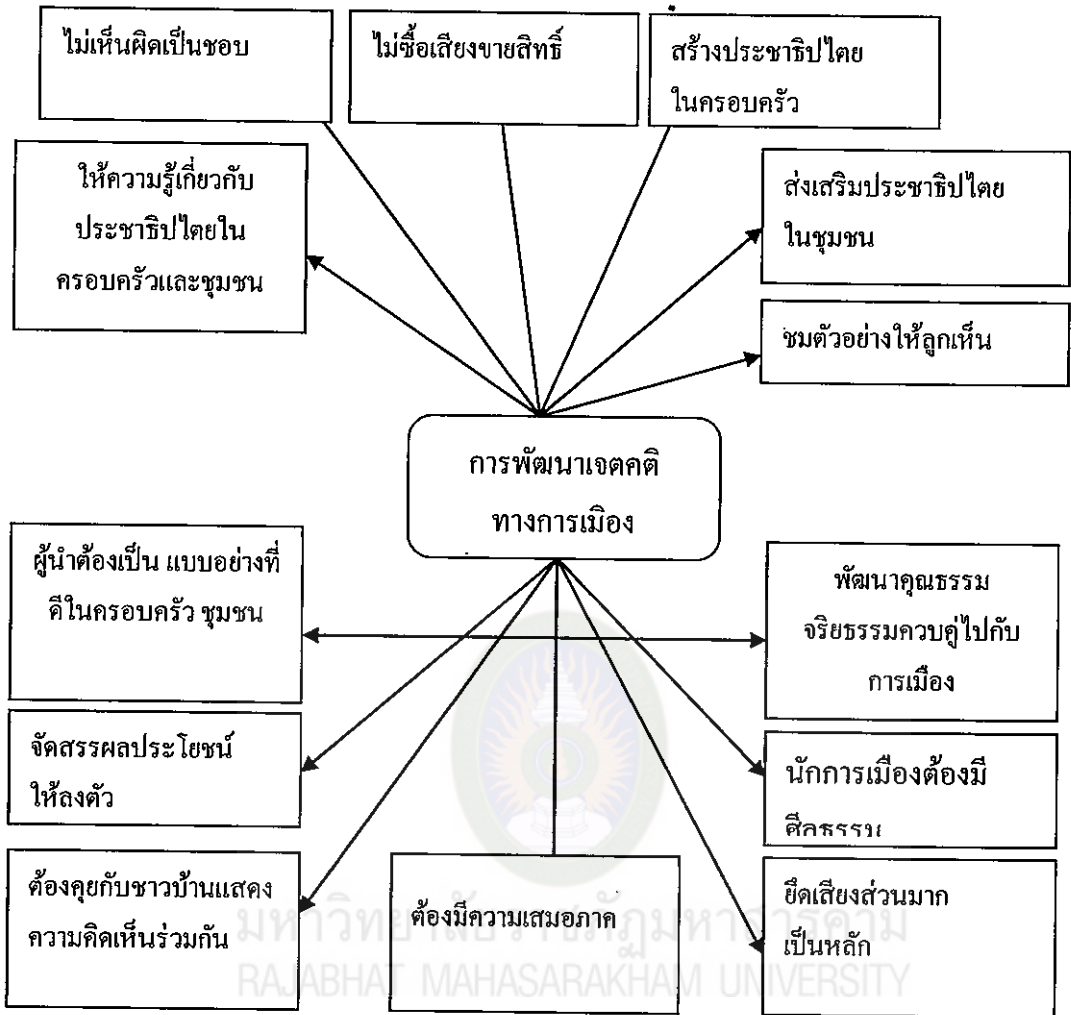 ไม่เห็นผิดเป็นชอบ
ไม่ซื้อเสียงขายสิทธิ์
สร้างประชาธิปไตย
ในครอบครัว
ให้ความรู้เกี่ยวกับ
ประชาธิปไตยใน
ครอบครัวและชุมชน
ส่งเสริมประชาธิปไตย
ในชุมชน
ชมตัวอย่างให้ลูกเห็น
การพัฒนาเจตคติ
ทางการเมือง
ผู้นำต้องเป็น แบบอย่างที่
ดีในครอบครัว ชุมชน
พัฒนาคุณธรรม
จริยธรรมควบคู่ไปกับ
การเมือง
จัดสรรผลประโยชน์
ให้ลงตัว
นักการเมืองต้องมี
ศีลธรรม
ต้องคุยกับชาวบ้านแสดง
ความคิดเห็นร่วมกัน
ต้องมีความเสมอภาค
ยึดเสียงส่วนมาก
เป็นหลัก
มหาวิทยาลัยราชภัฏมหาสารคาม
RAJABHAT MAHASARAKHAM UNIVERSITY